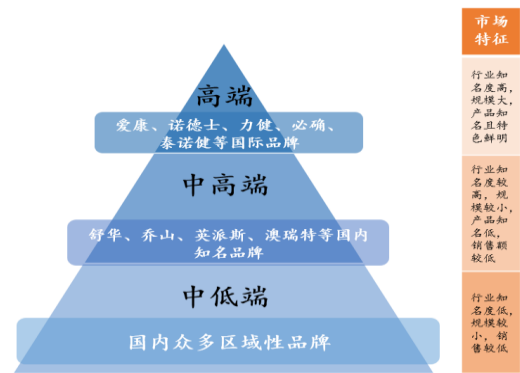 高端
爱康、诺德士、力健、必确、
泰诺健等国际品牌
中高端
舒华、乔山、英派斯、澳瑞特等国内
知名品牌
中低端
国内众多区域性品牌
市场
特征
行业知
名度高，
规模大，
产品知
名且特
色鲜明
行业知
名度较
高，规
模较小，
产品知
名低，
销售额
较低
行业知
名度低，
规模较
小，销
售较低